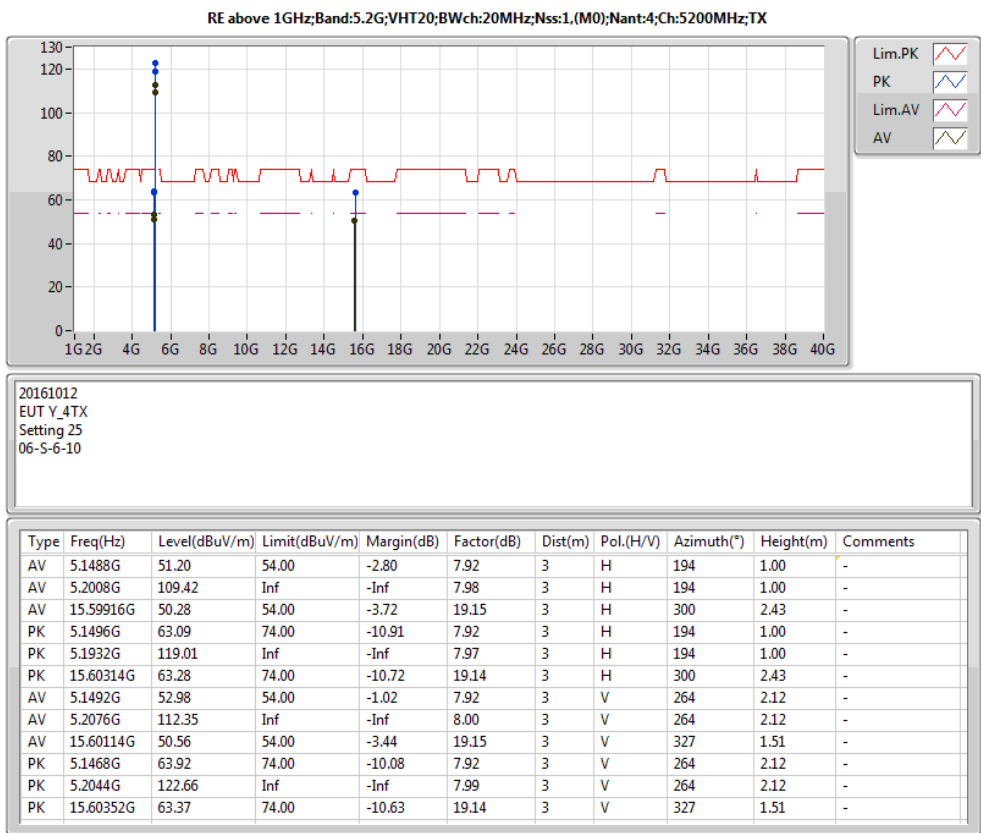 RE above 1GHz;Band:5.2G;VHT20;BWch:20MHz;Nss:1,(M0);Nant:4;Ch:5200MHz;TX
130
120
100
80
60
40
20
0
1G 2G 4G 6G 8G 10G 12G 14G 16G 18G 20G 22G 24G 26G 28G 30G 32G 34G 36G 38G 40G
Lim.PK
PK
Lim.AV
AV
20161012
EUT Y_4TX
Setting 25
06-S-6-10
Type Freq(Hz) Level(dBuV/m) Limit(dBuV/m) Margin(dB) Factor(dB) Dist(m) Pol.(H/V) Azimuth(°) Height(m) Comments
AV 5.1488G 51.20 54.00 -2.80 7.92 3 H 194 1.00 -
AV 5.2008G 109.42 Inf -Inf 7.98 3 H 194 1.00 -
AV 15.59916G 50.28 54.00 -3.72 19.15 3 H 300 2.43 -
PK 5.1496G 63.09 74.00 -10.91 7.92 3 H 194 1.00 -
PK 5.1932G 119.01 Inf -Inf 7.97 3 H 194 1.00 -
PK 15.60314G 63.28 74.00 -10.72 19.14 3 H 300 2.43 -
AV 5.1492G 52.98 54.00 -1.02 7.92 3 V 264 2.12 -
AV 5.2076G 112.35 Inf -Inf 8.00 3 V 264 2.12 -
AV 15.60114G 50.56 54.00 -3.44 19.15 3 V 327 1.51 -
PK 5.1468G 63.92 74.00 -10.08 7.92 3 V 264 2.12 -
PK 5.2044G 122.66 Inf -Inf 7.99 3 V 264 2.12 -
PK 15.60352G 63.37 74.00 -10.63 19.14 3 V 327 1.51 -